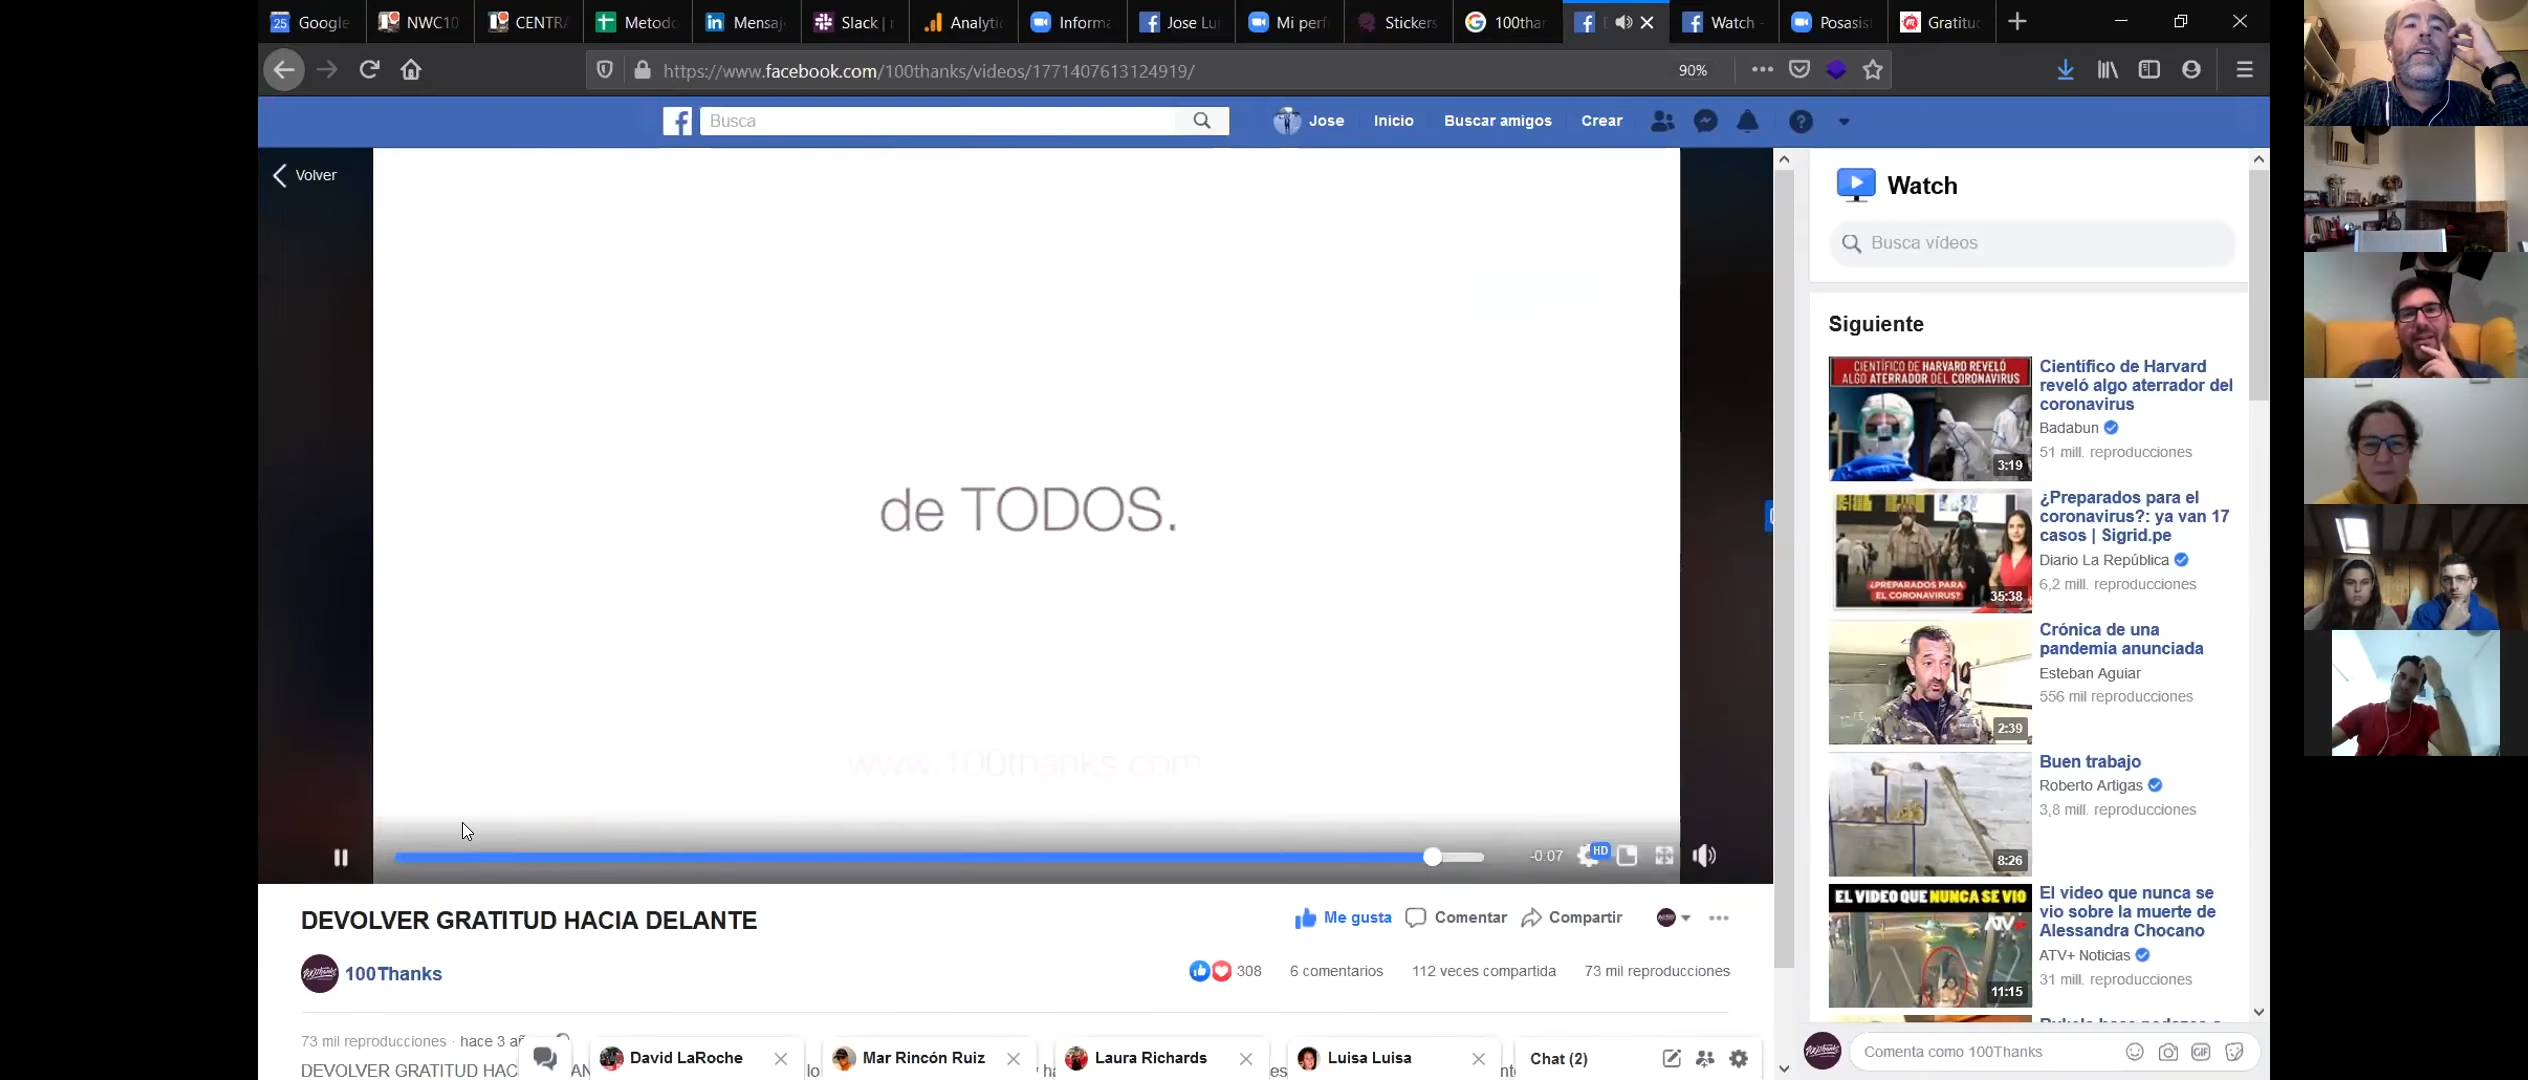 25 Google
NWC10
CENTRA
Metodo
Mensaj
Slack | r
Analytic
Informa
Jose Lui
Mi perf
Stickers
100than
Watch -
Posasist
Gratitud
https://www.facebook.com/100thanks/videos/1771407613124919/
90%
Busca
Jose
Inicio
Buscar amigos
Crear
Volver
de TODOS.
www.100thanks.com
-0:07
HD
DEVOLVER GRATITUD HACIA DELANTE
Me gusta
Comentar
Compartir
100Thanks
308
6 comentarios
112 veces compartida
73 mil reproducciones
73 mil reproducciones · hace 3 añ
DEVOLVER GRATITUD HAC
David LaRoche
Mar Rincón Ruiz
Laura Richards
Luisa Luisa
Chat (2)
Watch
Busca vídeos
Siguiente
CIENTÍFICO DE HARVARD REVELÓ
ALGO ATERRADOR DEL CORONAVIRUS
3:19
Científico de Harvard
reveló algo aterrador del
coronavirus
Badabun
51 mill. reproducciones
¿PREPARADOS PARA
EL CORONAVIRUS?
35:38
¿Preparados para el
coronavirus?: ya van 17
casos | Sigrid.pe
Diario La República
6,2 mill. reproducciones
2:39
Crónica de una
pandemia anunciada
Esteban Aguiar
556 mil reproducciones
8:26
Buen trabajo
Roberto Artigas
3,8 mill. reproducciones
EL VIDEO QUE NUNCA SE VIO
ATV+
11:15
El video que nunca se
vio sobre la muerte de
Alessandra Chocano
ATV+ Noticias
31 mill. reproducciones
Comenta como 100Thanks
GIF